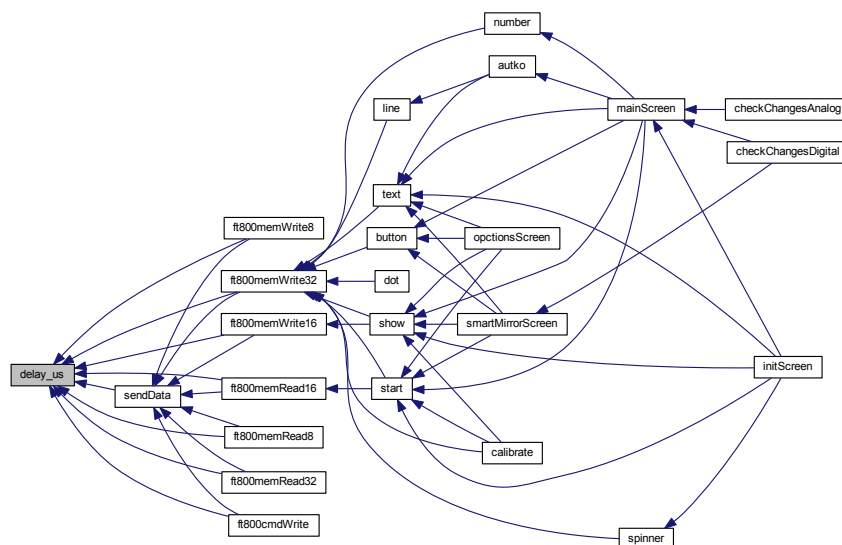 number
autko
line
mainScreen
checkChangesAnalog
checkChangesDigital
text
ft800memWrite8
button
opctionsScreen
ft800memWrite32
dot
ft800memWrite16
show
smartMirrorScreen
delay_us
sendData
ft800memRead16
start
initScreen
ft800memRead8
calibrate
ft800memRead32
ft800cmdWrite
spinner